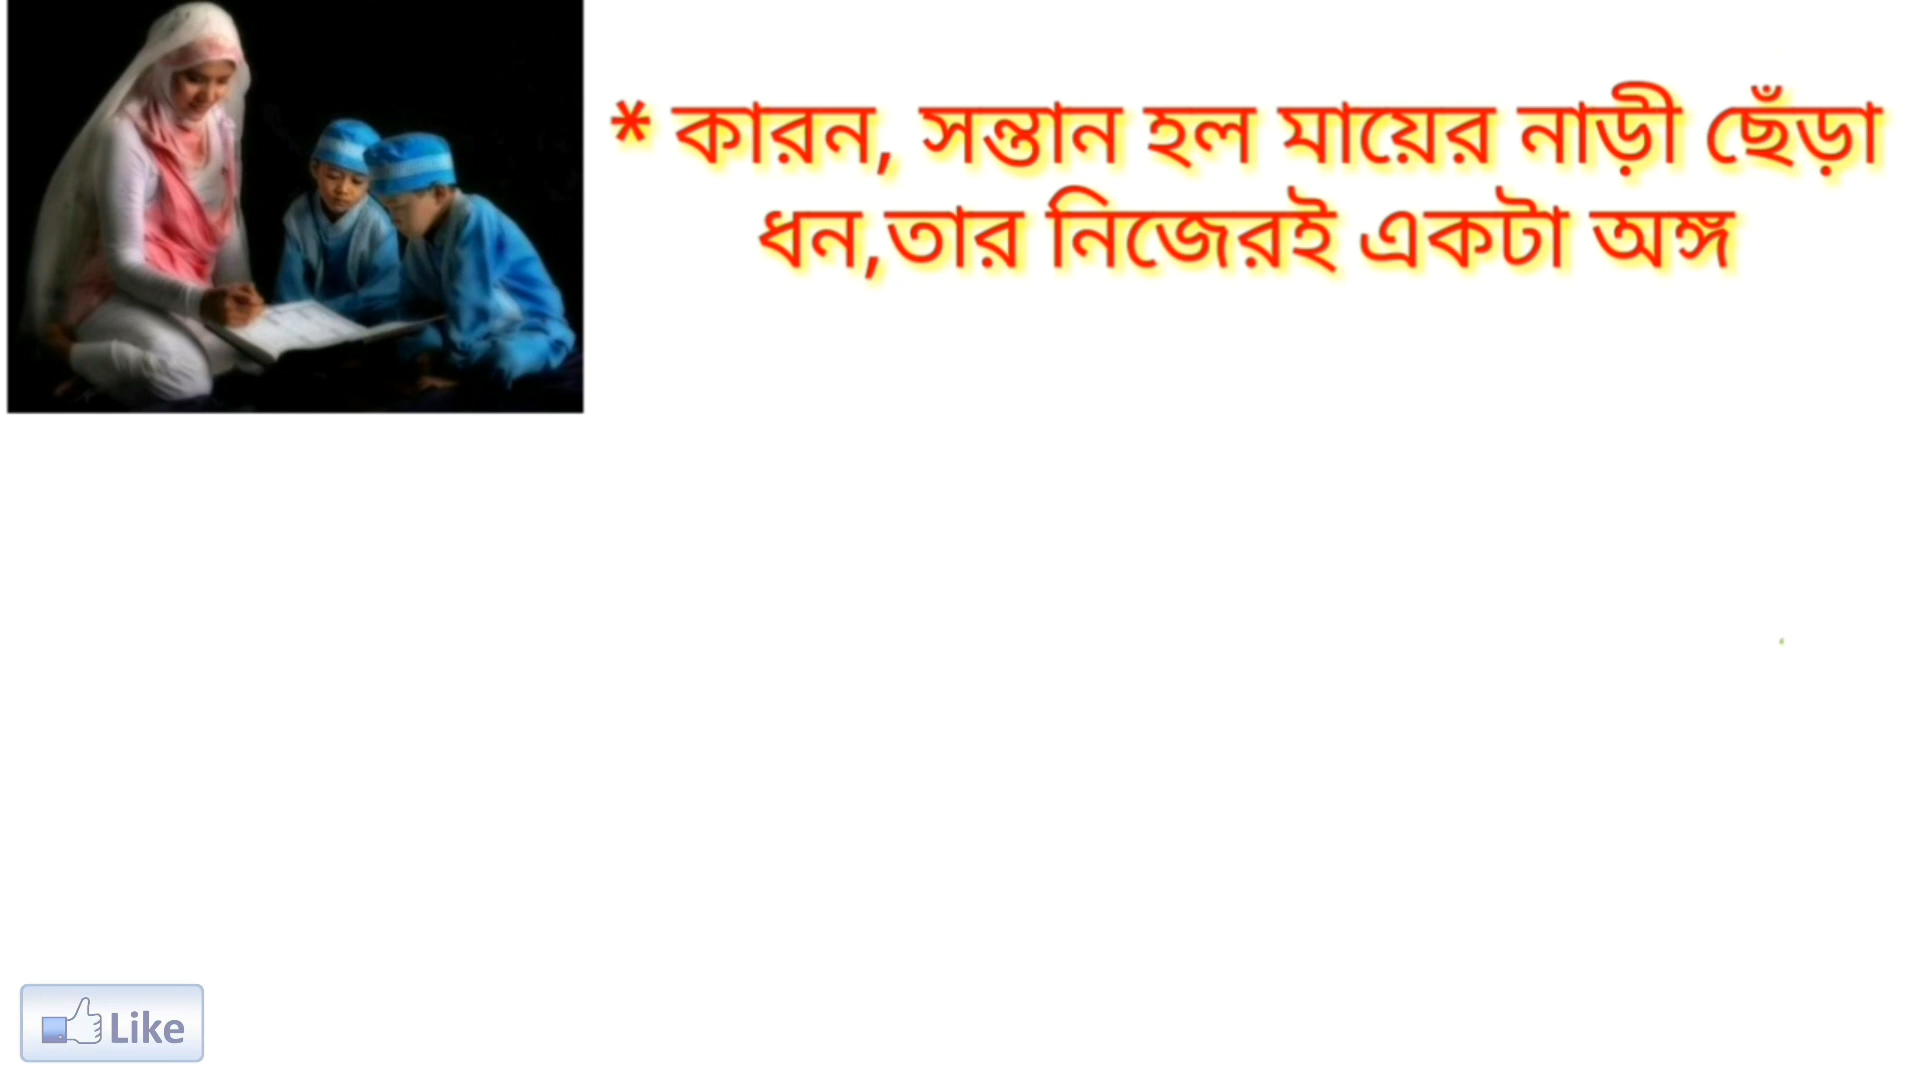 * কারন, সন্তান হল মায়ের নাড়ী ছেঁড়া
ধন,তার নিজেরই একটা অঙ্গ
Like